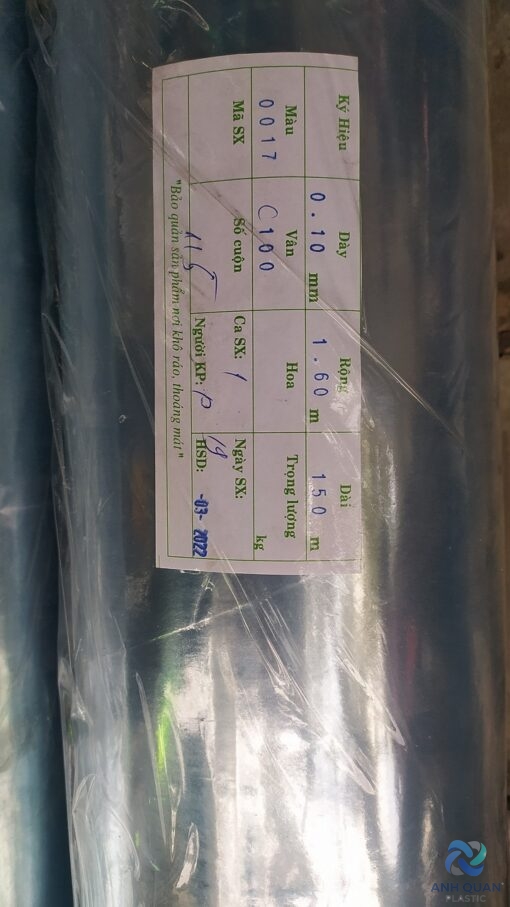 Ký Hiệu Dày Rộng Dài
0.10 mm 1.60 m 150 m
Màu Vân Hoa Trọng lượng
0017 C100 kg
Mã SX Số cuộn Ca SX: 1 Ngày SX:
115 Người KP: 19 HSD: -03- 2022
"Bảo quản sản phẩm nơi khô ráo, thoáng mát"
ANH QUAN
PLASTIC